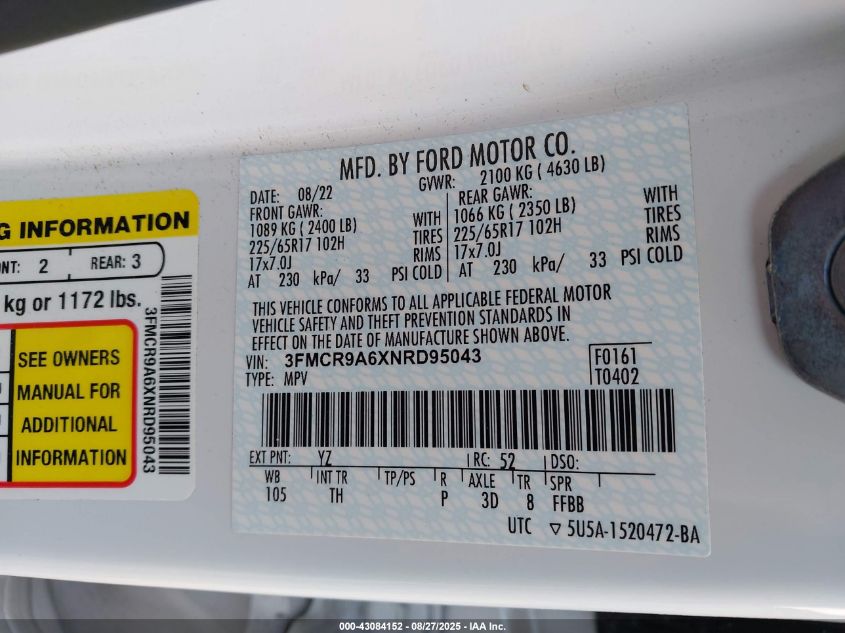 G INFORMATION
NT: 2 REAR: 3
kg or 1172 lbs.
SEE OWNERS
MANUAL FOR
ADDITIONAL
INFORMATION
3FMCR9A6XNRD95043
MFD. BY FORD MOTOR CO.
DATE: 08/22 GVWR: 2100 KG ( 4630 LB)
FRONT GAWR: REAR GAWR:
1089 KG ( 2400 LB) WITH 1066 KG ( 2350 LB) WITH
225/65R17 102H TIRES 225/65R17 102H TIRES
17x7.0J RIMS 17x7.0J RIMS
AT 230 kPa/ 33 PSI COLD AT 230 kPa/ 33 PSI COLD
THIS VEHICLE CONFORMS TO ALL APPLICABLE FEDERAL MOTOR
VEHICLE SAFETY AND THEFT PREVENTION STANDARDS IN
EFFECT ON THE DATE OF MANUFACTURE SHOWN ABOVE.
VIN: 3FMCR9A6XNRD95043 F0161
TYPE: MPV T0402
EXT PNT: YZ RC: 52 DSO:
WB INT TR TP/PS R AXLE TR SPR
105 TH P 3D 8 FFBB
UTC ▽ 5U5A-1520472-BA
000-43084152 | 08/27/2025 - IAA Inc.